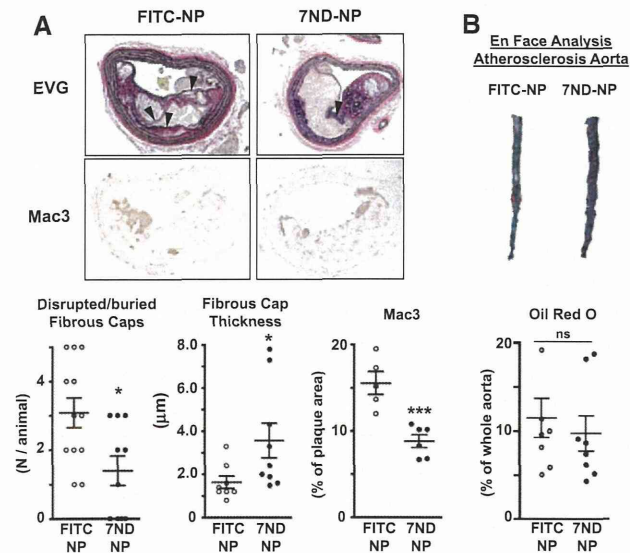 A
FITC-NP 7ND-NP
EVG
Mac3
B
En Face Analysis
Atherosclerosis Aorta
FITC-NP 7ND-NP
Disrupted/buried
Fibrous Caps
(N / animal)
4
2
0
*
FITC 7ND
NP NP
Fibrous Cap
Thickness
(μm)
8.0
6.0
4.0
2.0
0
*
FITC 7ND
NP NP
Mac3
(% of plaque area)
20
10
0
***
FITC 7ND
NP NP
Oil Red O
(% of whole aorta)
20
10
0
ns
FITC 7ND
NP NP